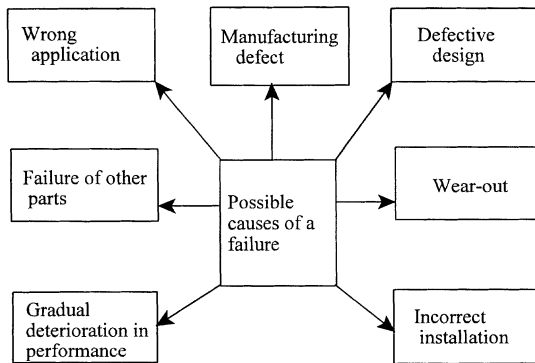 Wrong
application
Manufacturing
defect
Defective
design
Failure of other
parts
Possible
causes of a
failure
Wear-out
Gradual
deterioration in
performance
Incorrect
installation